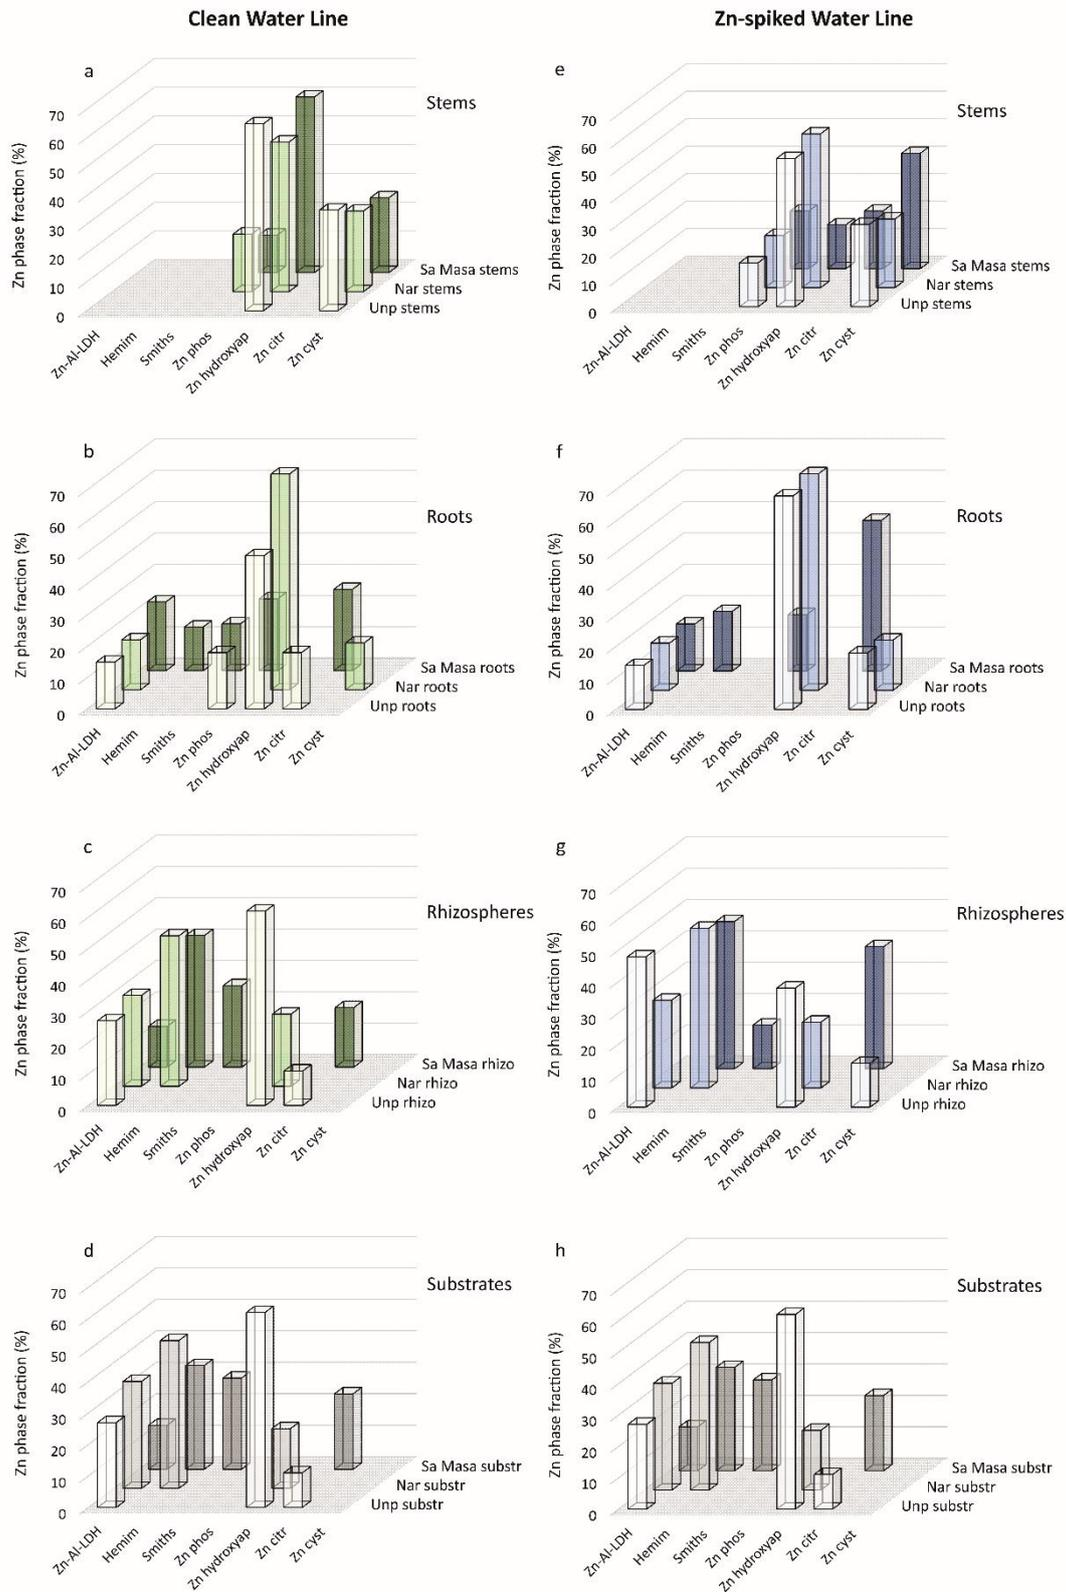 Clean Water Line
Zn-spiked Water Line
a
Stems
Zn phase fraction (%)
70
60
50
40
30
20
10
0
Sa Masa stems
Nar stems
Unp stems
Zn-Al-LDH
Hemim
Smiths
Zn phos
Zn hydroxyap
Zn citr
Zn cyst
e
Stems
Zn phase fraction (%)
70
60
50
40
30
20
10
0
Sa Masa stems
Nar stems
Unp stems
Zn-Al-LDH
Hemim
Smiths
Zn phos
Zn hydroxyap
Zn citr
Zn cyst
b
Roots
Zn phase fraction (%)
70
60
50
40
30
20
10
0
Sa Masa roots
Nar roots
Unp roots
Zn-Al-LDH
Hemim
Smiths
Zn phos
Zn hydroxyap
Zn citr
Zn cyst
f
Roots
Zn phase fraction (%)
70
60
50
40
30
20
10
0
Sa Masa roots
Nar roots
Unp roots
Zn-Al-LDH
Hemim
Smiths
Zn phos
Zn hydroxyap
Zn citr
Zn cyst
c
Rhizospheres
Zn phase fraction (%)
70
60
50
40
30
20
10
0
Sa Masa rhizo
Nar rhizo
Unp rhizo
Zn-Al-LDH
Hemim
Smiths
Zn phos
Zn hydroxyap
Zn citr
Zn cyst
g
Rhizospheres
Zn phase fraction (%)
70
60
50
40
30
20
10
0
Sa Masa rhizo
Nar rhizo
Unp rhizo
Zn-Al-LDH
Hemim
Smiths
Zn phos
Zn hydroxyap
Zn citr
Zn cyst
d
Substrates
Zn phase fraction (%)
70
60
50
40
30
20
10
0
Sa Masa substr
Nar substr
Unp substr
Zn-Al-LDH
Hemim
Smiths
Zn phos
Zn hydroxyap
Zn citr
Zn cyst
h
Substrates
Zn phase fraction (%)
70
60
50
40
30
20
10
0
Sa Masa substr
Nar substr
Unp substr
Zn-Al-LDH
Hemim
Smiths
Zn phos
Zn hydroxyap
Zn citr
Zn cyst